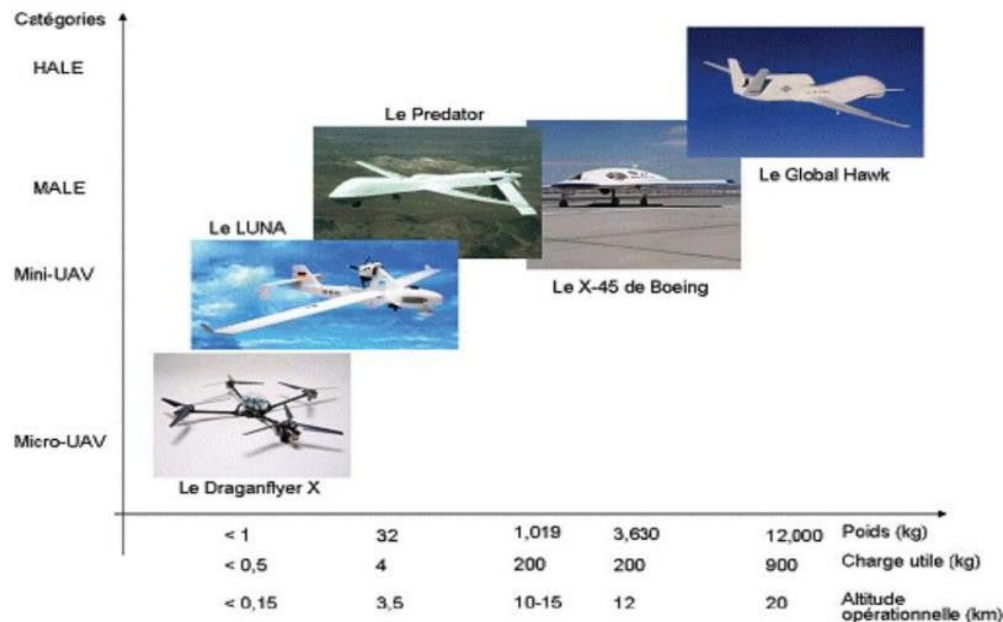 Catégories
HALE
Le Predator
MALE
Le Global Hawk
Le LUNA
Mini-UAV
Le X-45 de Boeing
Micro-UAV
Le Draganflyer X
< 1 32 1,019 3,630 12,000 Poids (kg)
< 0,5 4 200 200 900 Charge utile (kg)
< 0,15 3,5 10-15 12 20 Altitude
opérationnelle (km)